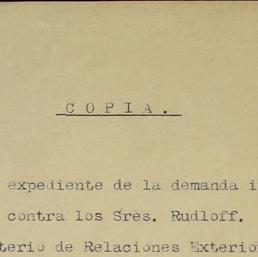 C O P I A .
expediente de la demanda i
contra los Sres. Rudloff.
terio de Relaciones Exterio